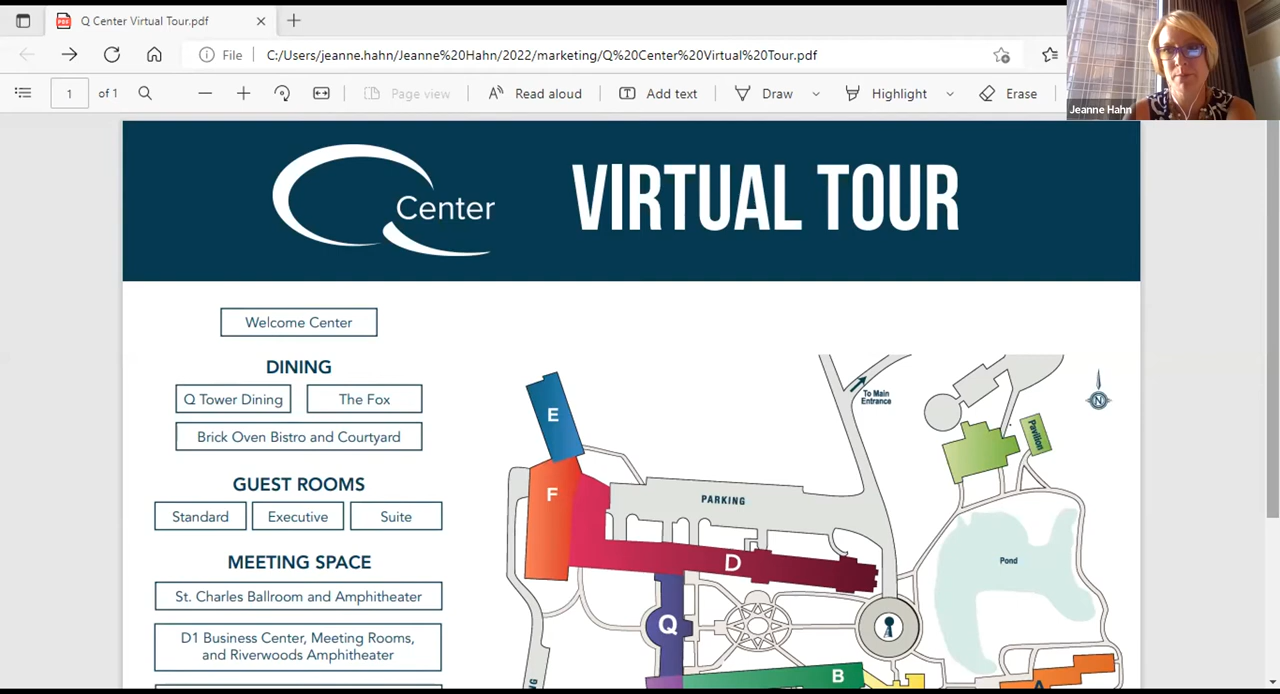 Q Center Virtual Tour.pdf
File
C:/Users/jeanne.hahn/Jeanne%20Hahn/2022/marketing/Q%20Center%20Virtual%20Tour.pdf
1 of 1
Page view
Read aloud
Add text
Draw
Highlight
Erase
Jeanne Hahn
Q Center
VIRTUAL TOUR
Welcome Center
DINING
Q Tower Dining
The Fox
Brick Oven Bistro and Courtyard
GUEST ROOMS
Standard
Executive
Suite
MEETING SPACE
St. Charles Ballroom and Amphitheater
D1 Business Center, Meeting Rooms,
and Riverwoods Amphitheater
To Main
Entrance
N
E
Pavilion
F
PARKING
D
Pond
Q
B
A